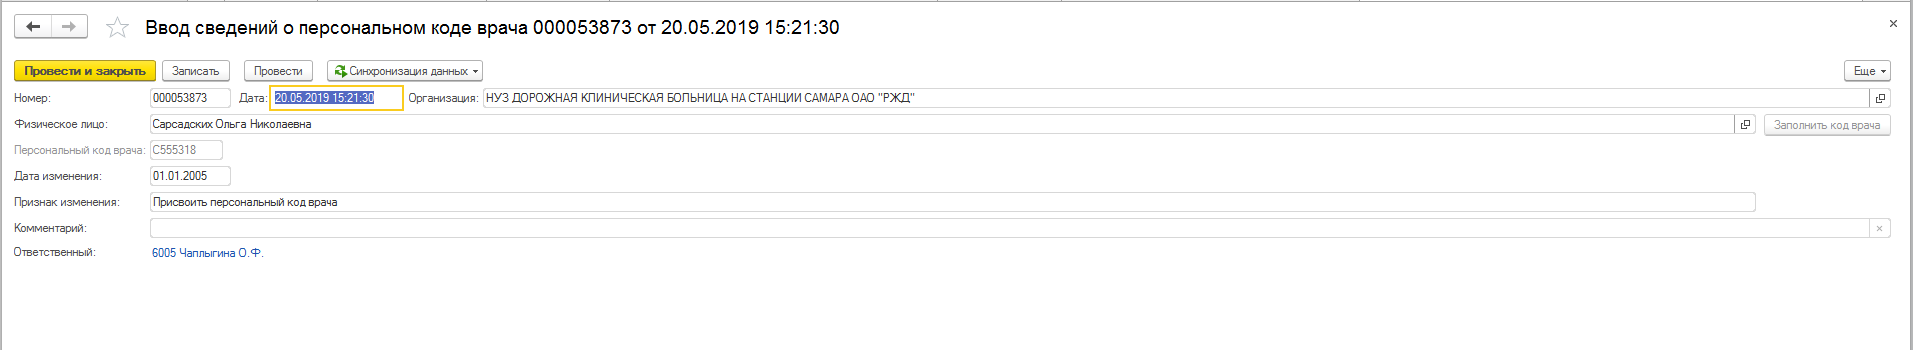 Ввод сведений о персональном коде врача 000053873 от 20.05.2019 15:21:30
Провести и закрыть Записать Провести Синхронизация данных Еще
Номер: 000053873 Дата: 20.05.2019 15:21:30 Организация: НУЗ ДОРОЖНАЯ КЛИНИЧЕСКАЯ БОЛЬНИЦА НА СТАНЦИИ САМАРА ОАО "РЖД"
Физическое лицо: Сарсадских Ольга Николаевна Заполнить код врача
Персональный код врача: С555318
Дата изменения: 01.01.2005
Признак изменения: Присвоить персональный код врача
Комментарий:
Ответственный: 6005 Чаплыгина О.Ф.